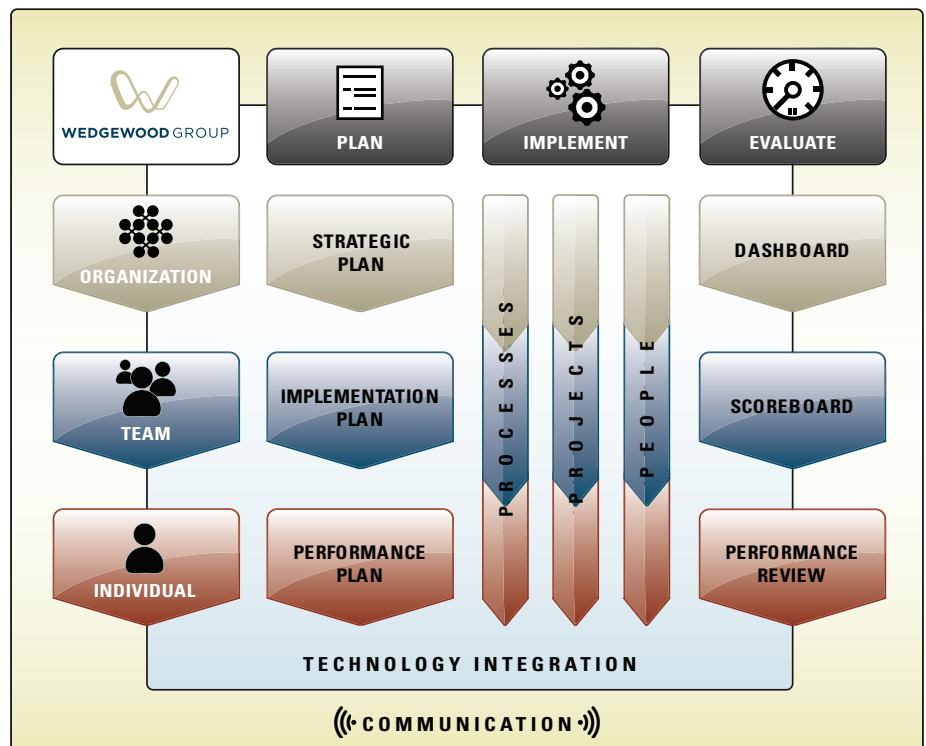 WEDGEWOOD GROUP
PLAN
IMPLEMENT
EVALUATE
ORGANIZATION
STRATEGIC
PLAN
DASHBOARD
TEAM
IMPLEMENTATION
PLAN
SCOREBOARD
INDIVIDUAL
PERFORMANCE
PLAN
PROCESSES
PROJECTS
PEOPLE
PERFORMANCE
REVIEW
TECHNOLOGY INTEGRATION
COMMUNICATION